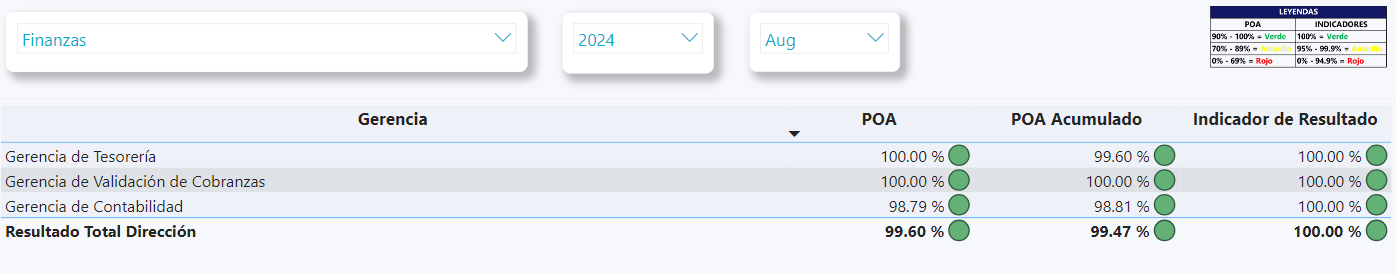 Finanzas
2024
Aug
LEYENDAS
POA INDICADORES
90% - 100% = Verde 100% = Verde
70% - 89% = Amarillo 95% - 99.9% = Amarillo
0% - 69% = Rojo 0% - 94.9% = Rojo
Gerencia POA POA Acumulado Indicador de Resultado
Gerencia de Tesorería 100.00 % 99.60 % 100.00 %
Gerencia de Validación de Cobranzas 100.00 % 100.00 % 100.00 %
Gerencia de Contabilidad 98.79 % 98.81 % 100.00 %
Resultado Total Dirección 99.60 % 99.47 % 100.00 %